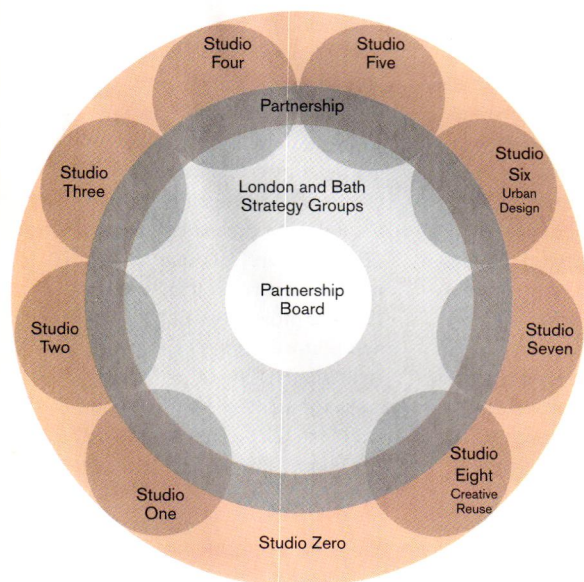 Studio
Four
Studio
Five
Partnership
Studio
Three
London and Bath
Strategy Groups
Studio
Six
Urban
Design
Partnership
Board
Studio
Two
Studio
Seven
Studio
One
Studio
Eight
Creative
Reuse
Studio Zero